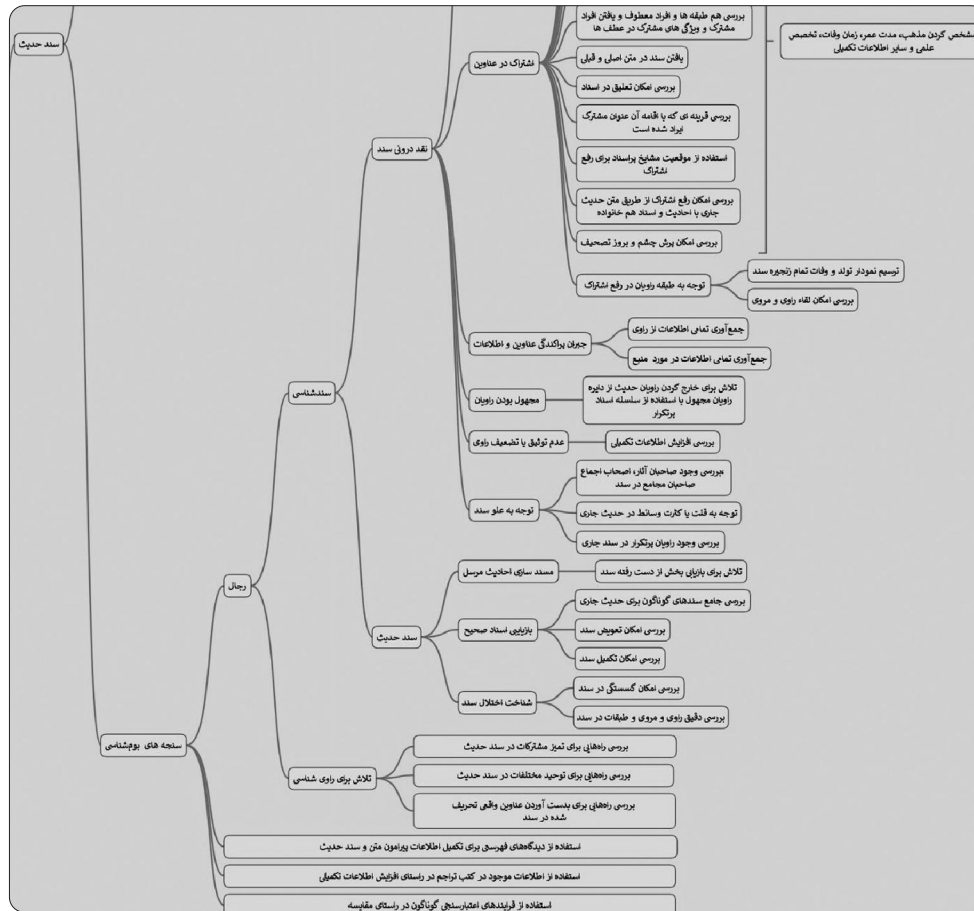 سند حدیث
بررسی هم طبقه ها و افراد معطوف و یافتن افراد
مشترک و ویژگی های مشترک در عطف ها
مشخص کردن مذهب، مدت عمر، زمان وفات، تخصص
علمی و سایر اطلاعات تکمیلی
اشتراک در عناوین
یافتن سند در متن اصلی و قبلی
بررسی امکان تعلیق در اسناد
بررسی قرینه ای که با اقامه آن عنوان مشترک
ایراد شده است
نقد درونی سند
استفاده از موقعیت مشایخ پراسناد برای رفع
اشتراک
بررسی امکان رفع اشتراک از طریق متن حدیث
جاری با احادیث و اسناد هم خانواده
بررسی امکان پرش چشم و بروز تصحیف
توجه به طبقه راویان در رفع اشتراک
ترسیم نمودار تولد و وفات تمام زنجیره سند
بررسی امکان لقاء راوی و مروی
جبران پراکندگی عناوین و اطلاعات
جمع‌آوری تمامی اطلاعات از راوی
جمع‌آوری تمامی اطلاعات در مورد منبع
سندشناسی
مجهول بودن راویان
تلاش برای خارج کردن راویان حدیث از دایره
راویان مجهول با استفاده از سلسله اسناد
پرتکرار
عدم توثیق یا تضعیف راوی
بررسی افزایش اطلاعات تکمیلی
توجه به علو سند
بررسی وجود صاحبان آثار، اصحاب اجماع،
صاحبان مجامع در سند
توجه به قلت یا کثرت وسائط در حدیث جاری
بررسی وجود راویان پرتکرار در سند جاری
رجال
سند حدیث
مسند سازی احادیث مرسل
تلاش برای بازیابی بخش از دست رفته سند
بازیابی اسناد صحیح
بررسی جامع سندهای گوناگون برای حدیث جاری
بررسی امکان تعویض سند
بررسی امکان تکمیل سند
شناخت اختلال سند
بررسی امکان گسستگی در سند
بررسی دقیق راوی و مروی و طبقات در سند
سنجه های بوم‌شناسی
تلاش برای راوی شناسی
بررسی راه‌هایی برای تمیز مشترکات در سند حدیث
بررسی راه‌هایی برای توحید مختلفات در سند حدیث
بررسی راه‌هایی برای بدست آوردن عناوین واقعی تحریف
شده در سند
استفاده از دیدگاه‌های فهرستی برای تکمیل اطلاعات پیرامون متن و سند حدیث
استفاده از اطلاعات موجود در کتب تراجم در راستای افزایش اطلاعات تکمیلی
استفاده از فرایندهای اعتبارسنجی گوناگون در راستای مقایسه